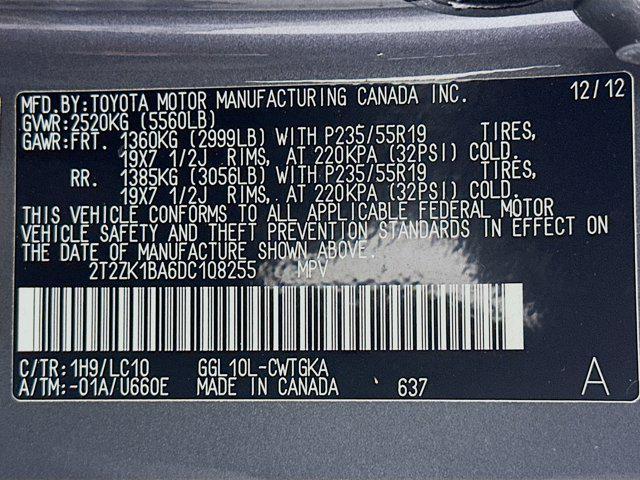 MFD.BY:TOYOTA MOTOR MANUFACTURING CANADA INC. 12/12
GVWR:2520KG (5560LB)
GAWR:FRT. 1360KG (2999LB) WITH P235/55R19 TIRES,
19X7 1/2J RIMS, AT 220KPA (32PSI) COLD.
RR. 1385KG (3056LB) WITH P235/55R19 TIRES,
19X7 1/2J RIMS, AT 220KPA (32PSI) COLD.
THIS VEHICLE CONFORMS TO ALL APPLICABLE FEDERAL MOTOR
VEHICLE SAFETY AND THEFT PREVENTION STANDARDS IN EFFECT ON
THE DATE OF MANUFACTURE SHOWN ABOVE.
2T2ZK1BA6DC108255 MPV
C/TR:1H9/LC10 GGL10L-CWTGKA
A/TM:-01A/U660E MADE IN CANADA 637 A